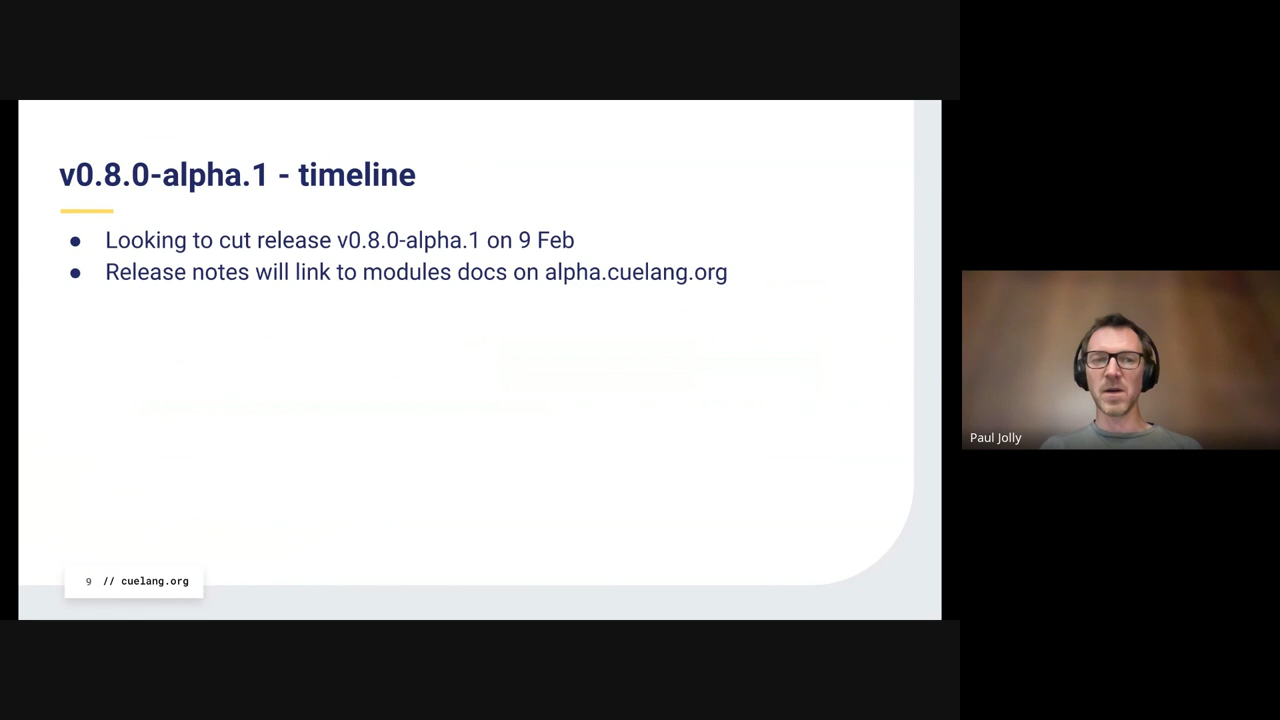 v0.8.0-alpha.1 - timeline
● Looking to cut release v0.8.0-alpha.1 on 9 Feb
● Release notes will link to modules docs on alpha.cuelang.org
9 // cuelang.org
Paul Jolly